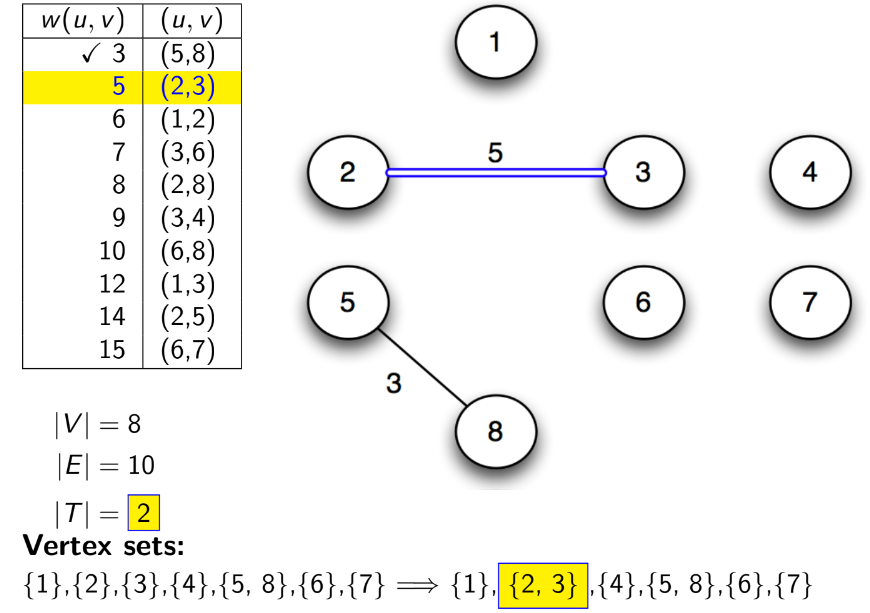 w(u, v) (u, v)
✓ 3 (5,8)
5 (2,3)
6 (1,2)
7 (3,6)
8 (2,8)
9 (3,4)
10 (6,8)
12 (1,3)
14 (2,5)
15 (6,7)
1
5
2 3 4
5 6 7
3
8
|V| = 8
|E| = 10
|T| = 2
Vertex sets:
{1},{2},{3},{4},{5, 8},{6},{7} ⟹ {1}, {2, 3} ,{4},{5, 8},{6},{7}